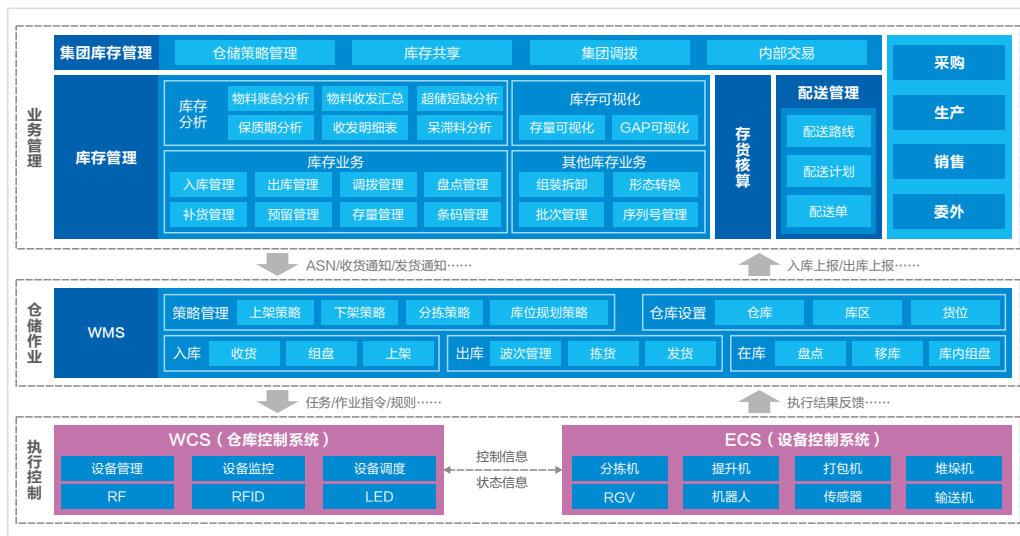 业务管理
集团库存管理
仓储策略管理
库存共享
集团调拨
内部交易
库存管理
库存
分析
物料账龄分析
物料收发汇总
超储短缺分析
保质期分析
收发明细表
呆滞料分析
库存可视化
存量可视化
GAP可视化
库存业务
入库管理
出库管理
调拨管理
盘点管理
补货管理
预留管理
存量管理
条码管理
其他库存业务
组装拆卸
形态转换
批次管理
序列号管理
存货核算
配送管理
配送路线
配送计划
配送单
采购
生产
销售
委外
ASN/收货通知/发货通知……
入库上报/出库上报……
仓储作业
WMS
策略管理
上架策略
下架策略
分拣策略
库位规划策略
仓库设置
仓库
库区
货位
入库
收货
组盘
上架
出库
波次管理
拣货
发货
在库
盘点
移库
库内组盘
任务/作业指令/规则……
执行结果反馈……
执行控制
WCS（仓库控制系统）
设备管理
设备监控
设备调度
RF
RFID
LED
控制信息
状态信息
ECS（设备控制系统）
分拣机
提升机
打包机
堆垛机
RGV
机器人
传感器
输送机